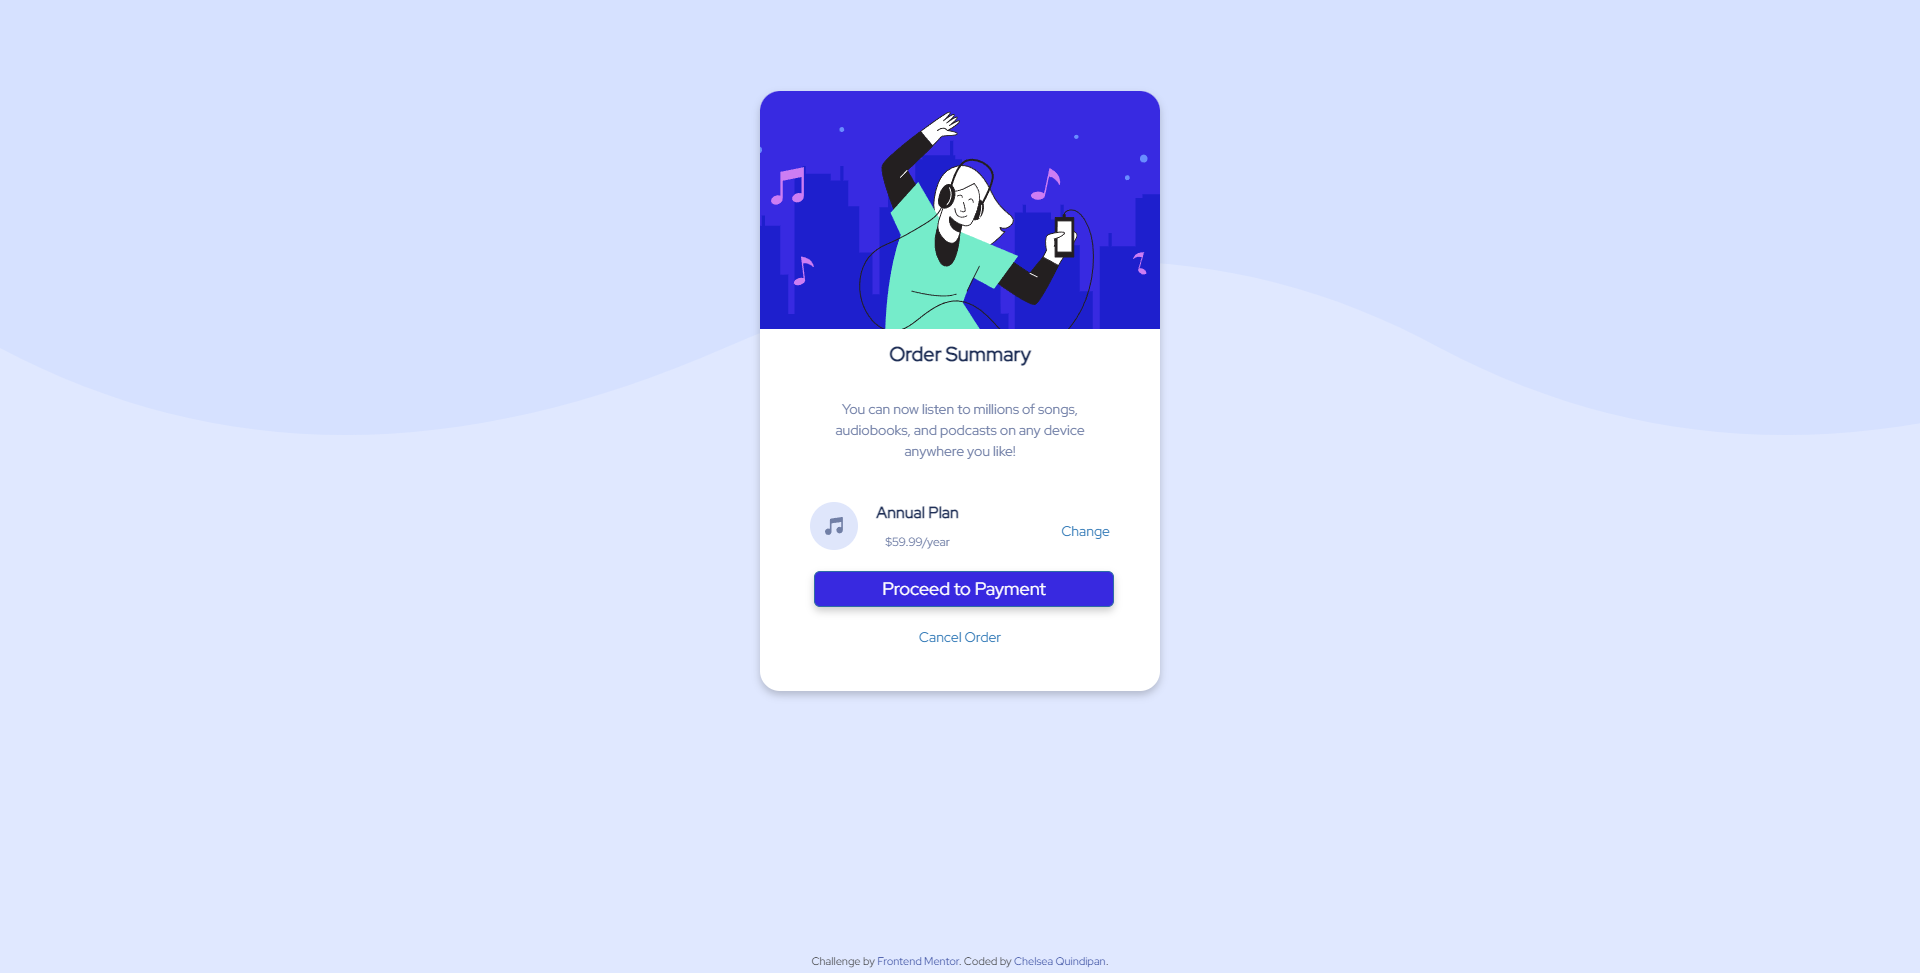 Order Summary
You can now listen to millions of songs,
audiobooks, and podcasts on any device
anywhere you like!
Annual Plan
$59.99/year
Change
Proceed to Payment
Cancel Order
Challenge by Frontend Mentor. Coded by Chelsea Quindipan.